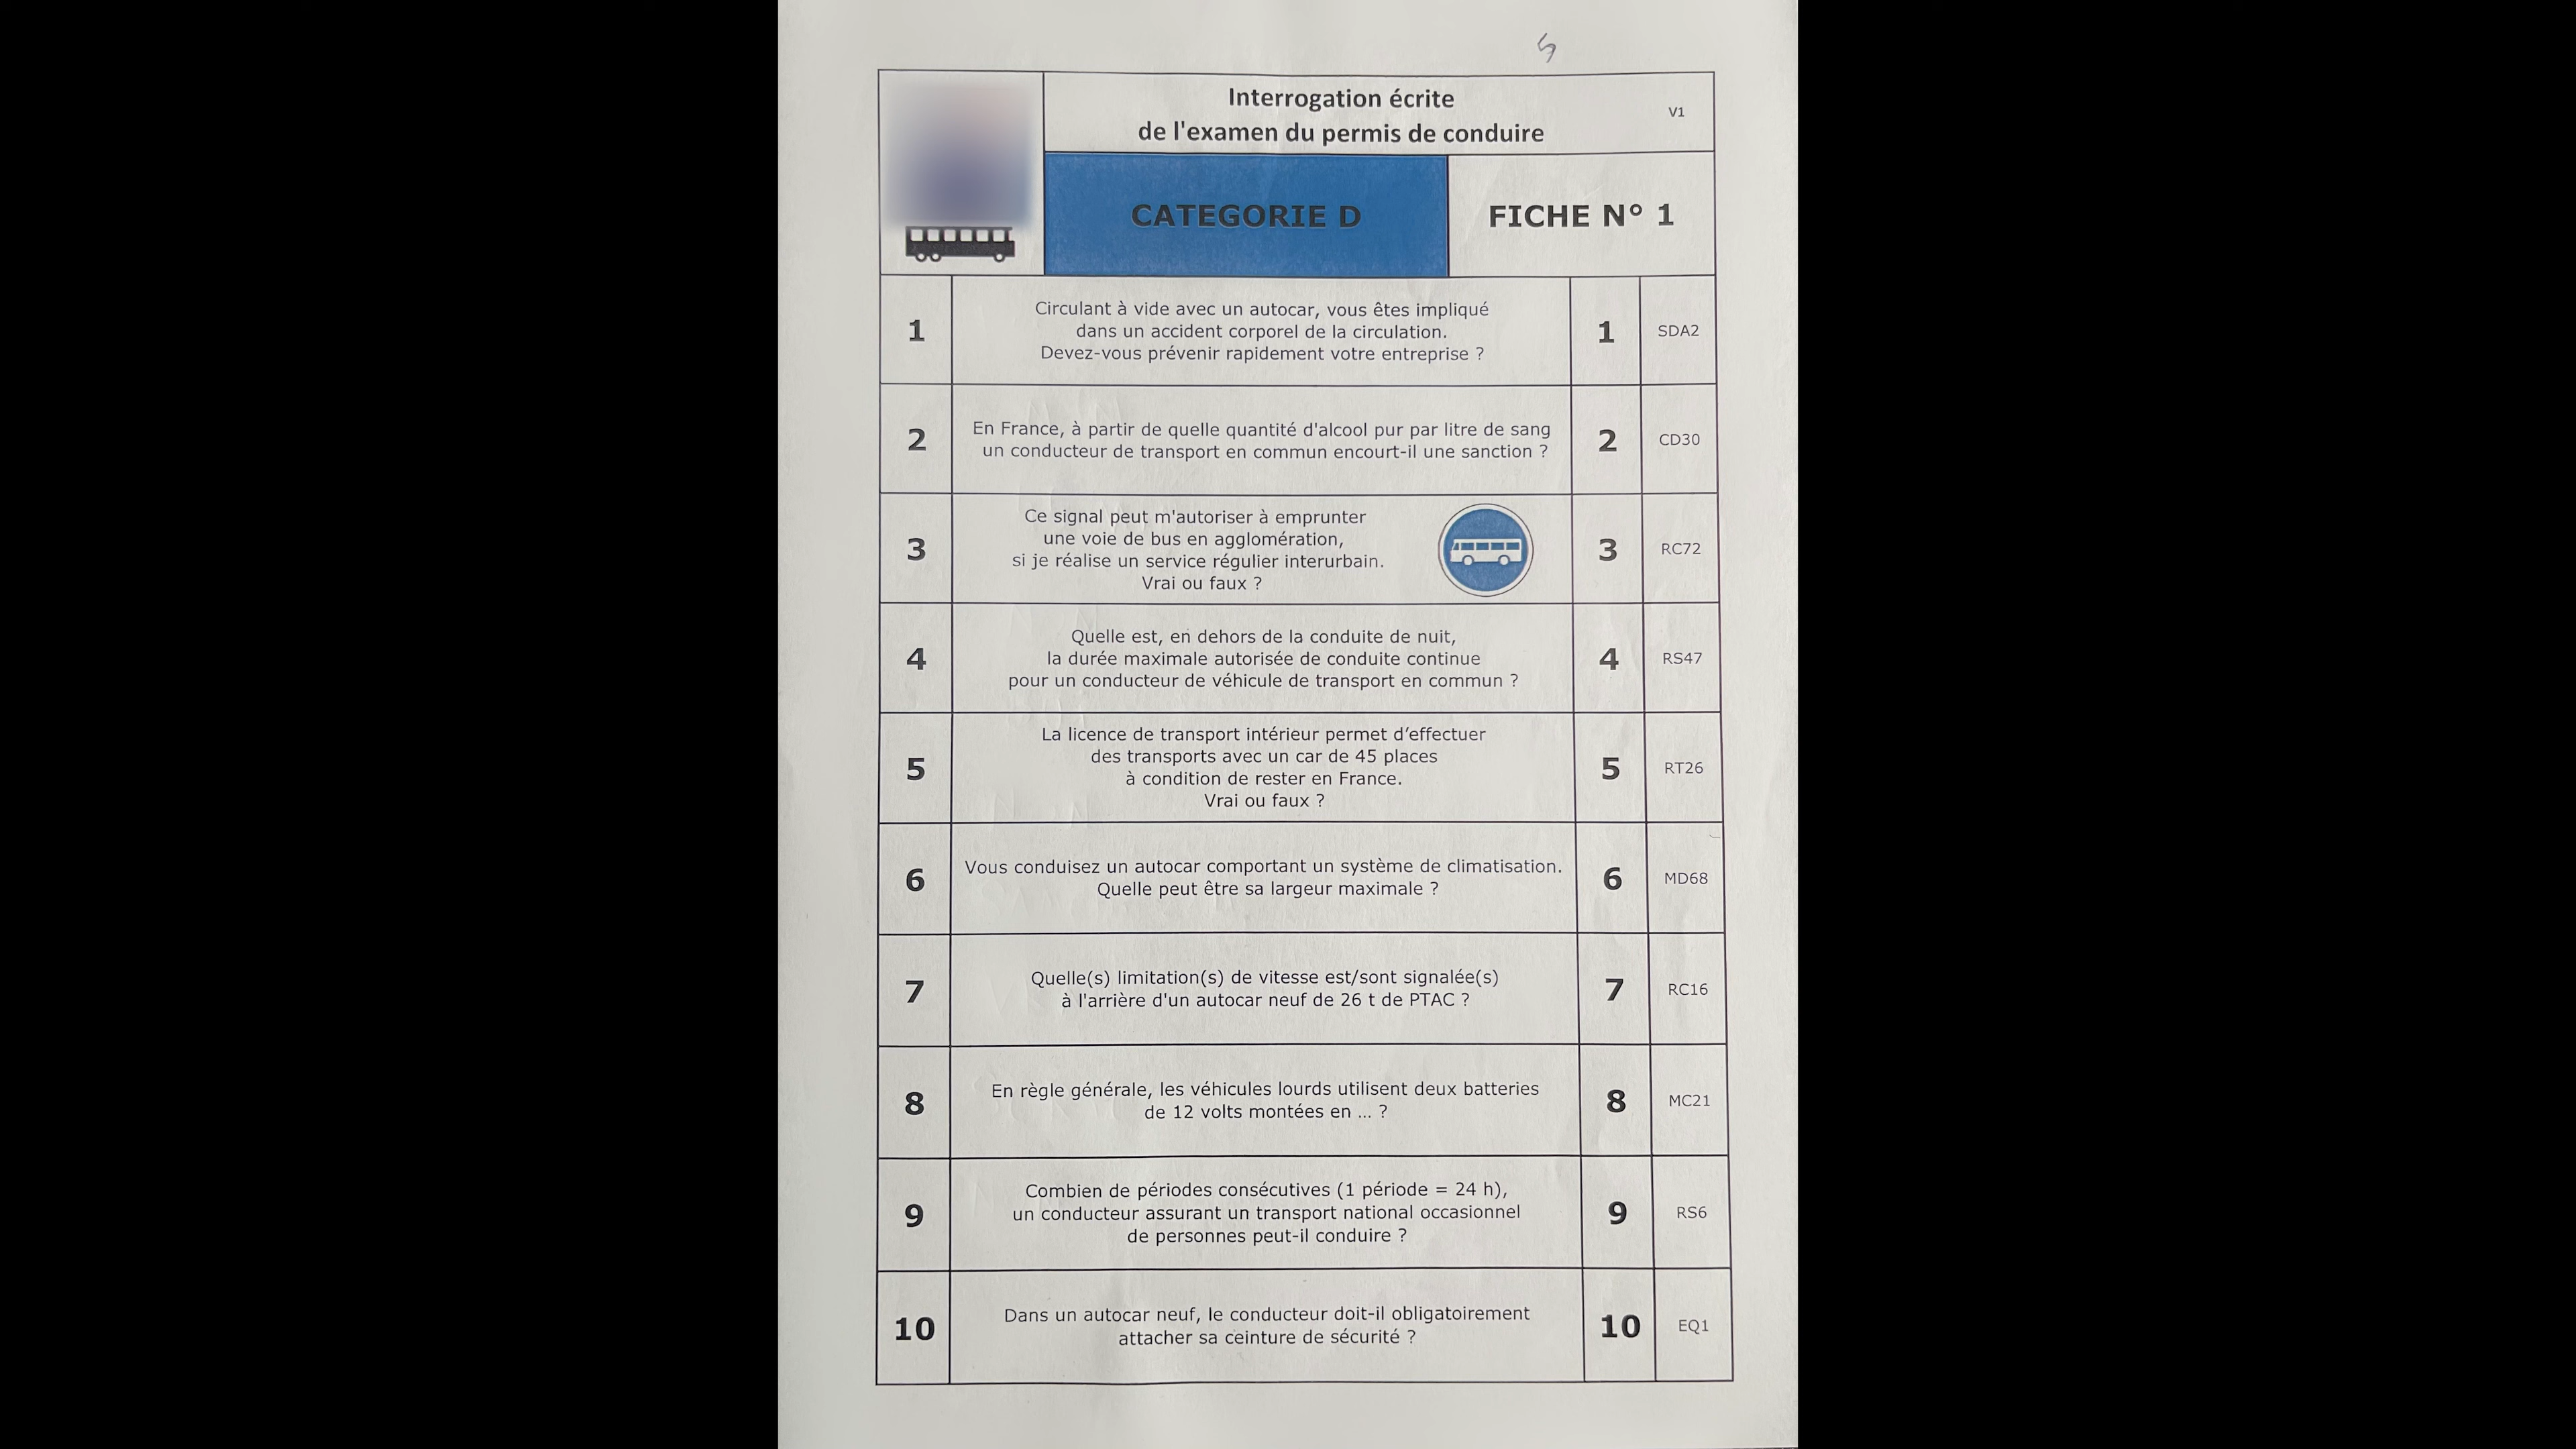 5
Interrogation écrite
de l'examen du permis de conduire
V1
CATEGORIE D
FICHE N° 1
1
Circulant à vide avec un autocar, vous êtes impliqué
dans un accident corporel de la circulation.
Devez-vous prévenir rapidement votre entreprise ?
1
SDA2
2
En France, à partir de quelle quantité d'alcool pur par litre de sang
un conducteur de transport en commun encourt-il une sanction ?
2
CD30
3
Ce signal peut m'autoriser à emprunter
une voie de bus en agglomération,
si je réalise un service régulier interurbain.
Vrai ou faux ?
3
RC72
4
Quelle est, en dehors de la conduite de nuit,
la durée maximale autorisée de conduite continue
pour un conducteur de véhicule de transport en commun ?
4
RS47
5
La licence de transport intérieur permet d’effectuer
des transports avec un car de 45 places
à condition de rester en France.
Vrai ou faux ?
5
RT26
6
Vous conduisez un autocar comportant un système de climatisation.
Quelle peut être sa largeur maximale ?
6
MD68
7
Quelle(s) limitation(s) de vitesse est/sont signalée(s)
à l'arrière d'un autocar neuf de 26 t de PTAC ?
7
RC16
8
En règle générale, les véhicules lourds utilisent deux batteries
de 12 volts montées en ... ?
8
MC21
9
Combien de périodes consécutives (1 période = 24 h),
un conducteur assurant un transport national occasionnel
de personnes peut-il conduire ?
9
RS6
10
Dans un autocar neuf, le conducteur doit-il obligatoirement
attacher sa ceinture de sécurité ?
10
EQ1